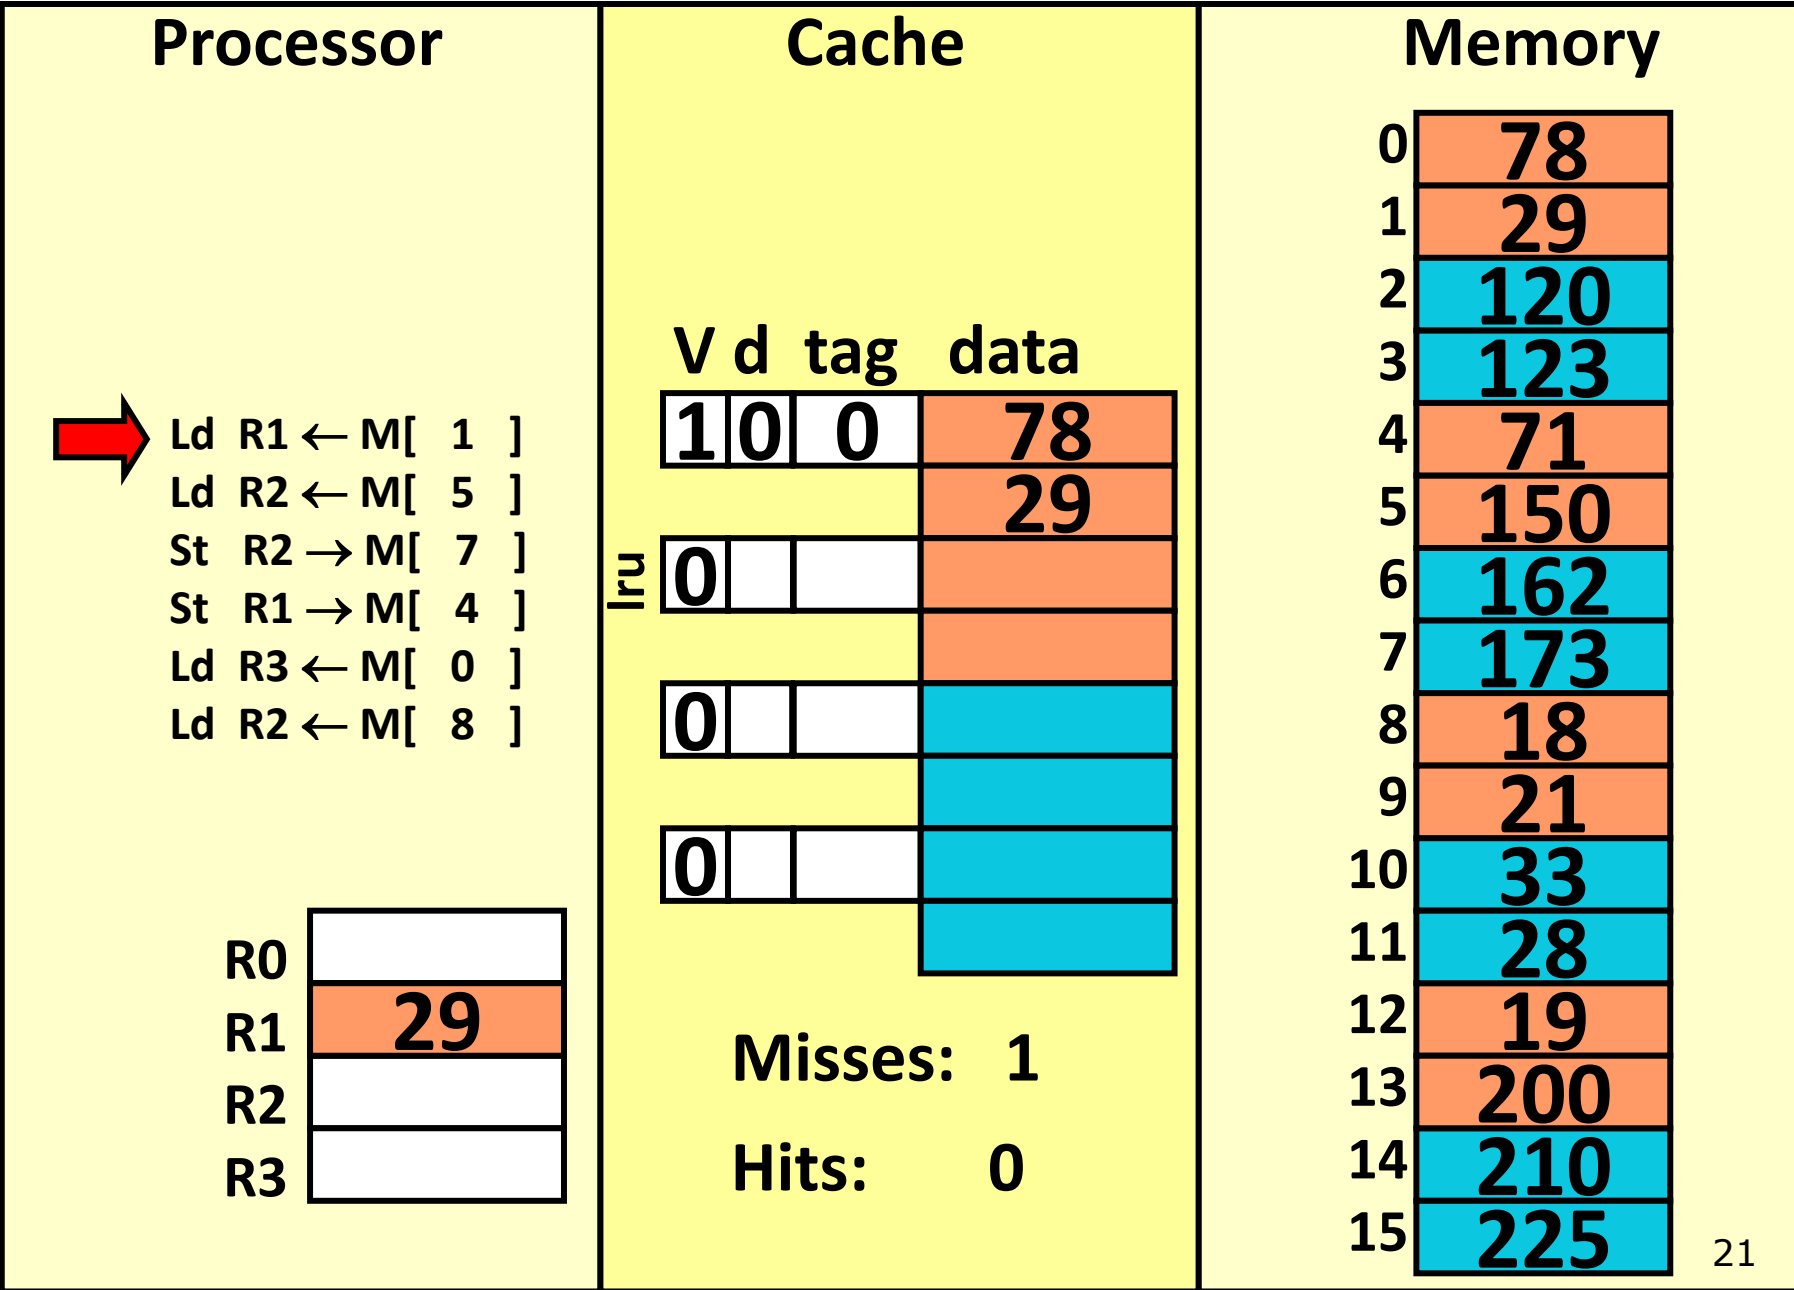 Processor
Ld R1 ← M[ 1 ]
Ld R2 ← M[ 5 ]
St R2 → M[ 7 ]
St R1 → M[ 4 ]
Ld R3 ← M[ 0 ]
Ld R2 ← M[ 8 ]
R0
R1 29
R2
R3
Cache
V d tag data
1 0 0 78
29
lru
0
0
0
Misses: 1
Hits: 0
Memory
0 78
1 29
2 120
3 123
4 71
5 150
6 162
7 173
8 18
9 21
10 33
11 28
12 19
13 200
14 210
15 225
21